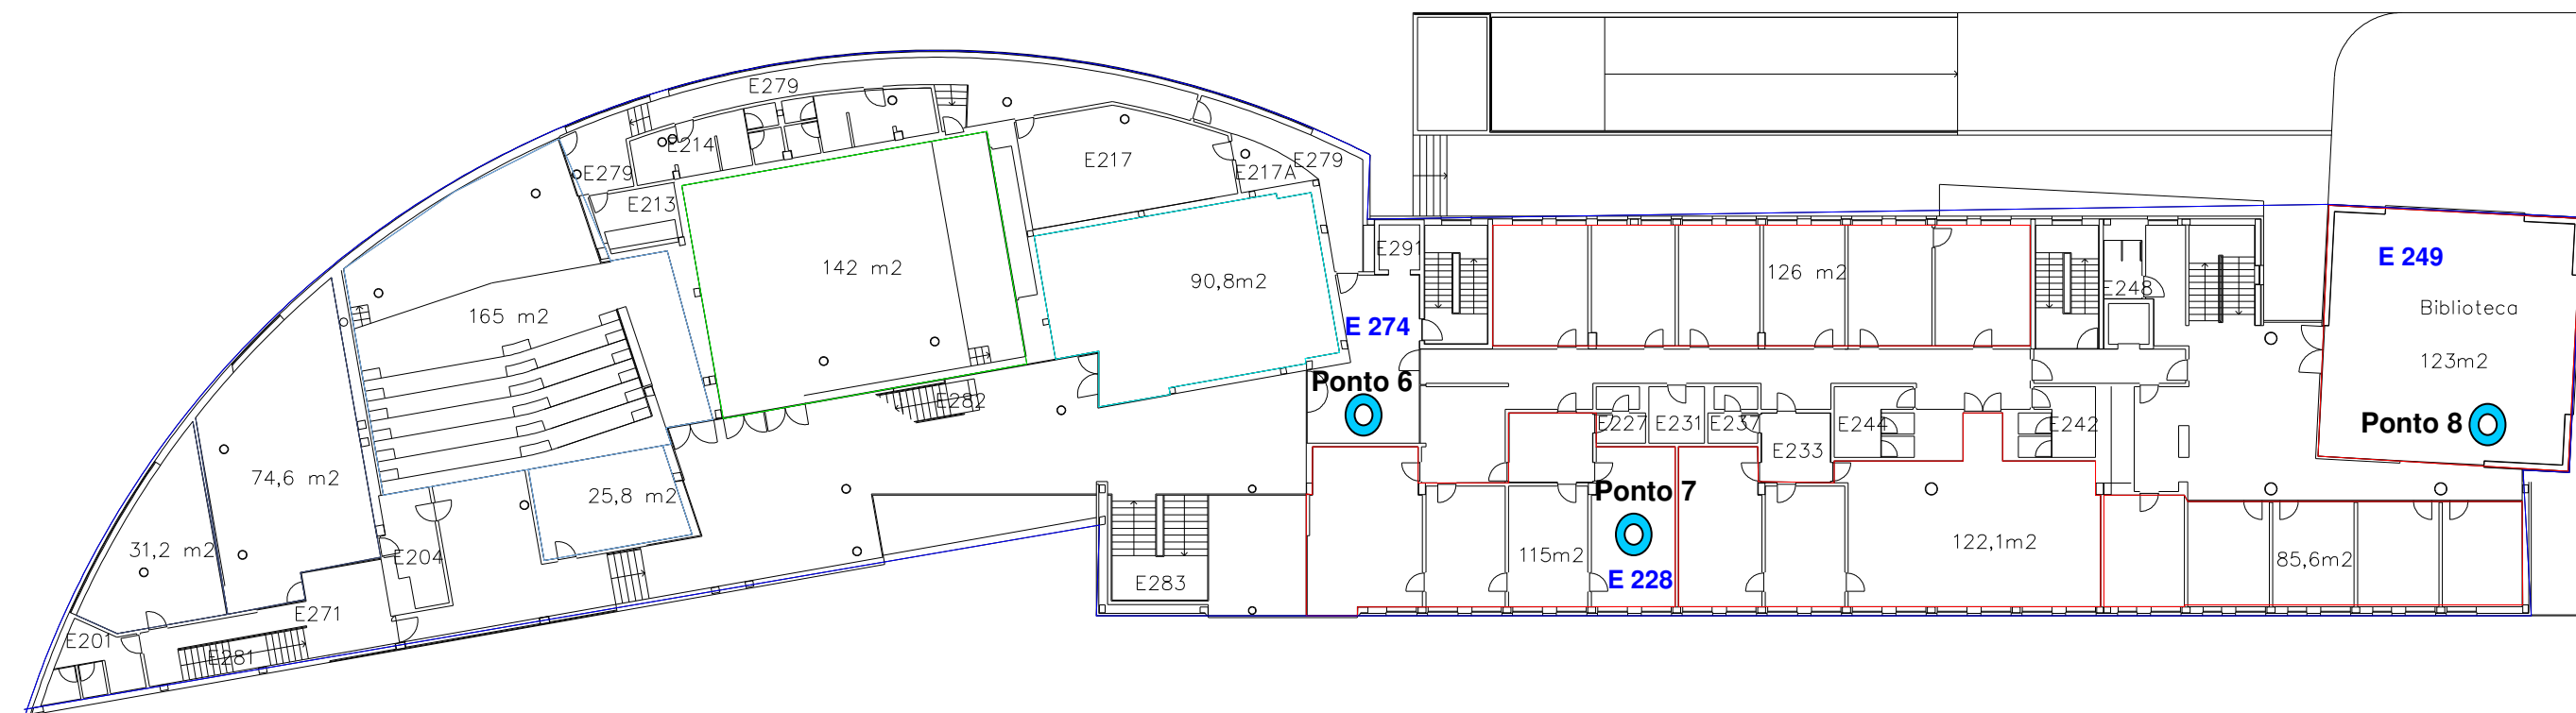 E279
E214
E279
E213
E217
E217A
E279
142 m2
90,8m2
165 m2
E282
74,6 m2
25,8 m2
31,2 m2
E204
E271
E201
E281
E283
E291
E 274
Ponto 6
126 m2
E248
E 249
Biblioteca
123m2
Ponto 8
E227
E231
E237
E233
E244
E242
Ponto 7
115m2
E 228
122,1m2
85,6m2